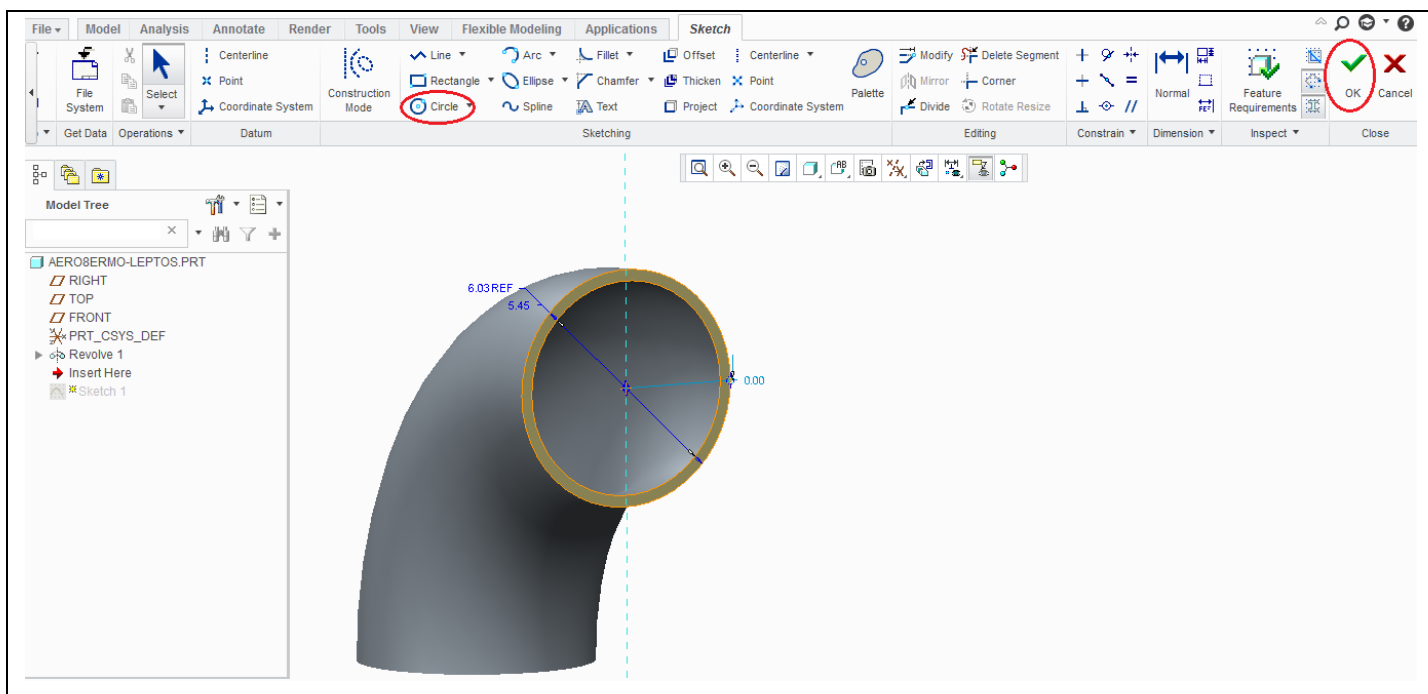 File Model Analysis Annotate Render Tools View Flexible Modeling Applications Sketch
Centerline Line Arc Fillet Offset Centerline Modify Delete Segment
File System Select Point Construction Mode Rectangle Ellipse Chamfer Thicken Point Palette Mirror Corner Normal Feature Requirements OK Cancel
Coordinate System Circle Spline Text Project Coordinate System Divide Rotate Resize
Get Data Operations Datum Sketching Editing Constrain Dimension Inspect Close
Model Tree
AERO8ERMO-LEPTOS.PRT
RIGHT
TOP
FRONT
PRT_CSYS_DEF
Revolve 1
Insert Here
Sketch 1
6.03REF
5.45
0.00